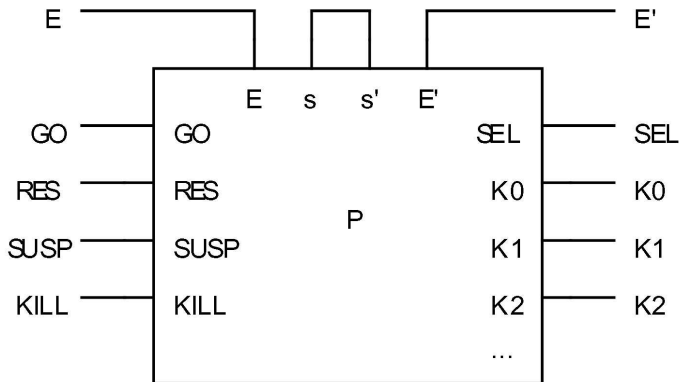 E E'
E s s' E'
GO GO SEL SEL
RES RES K0 K0
P
SUSP SUSP K1 K1
KILL KILL K2 K2
...